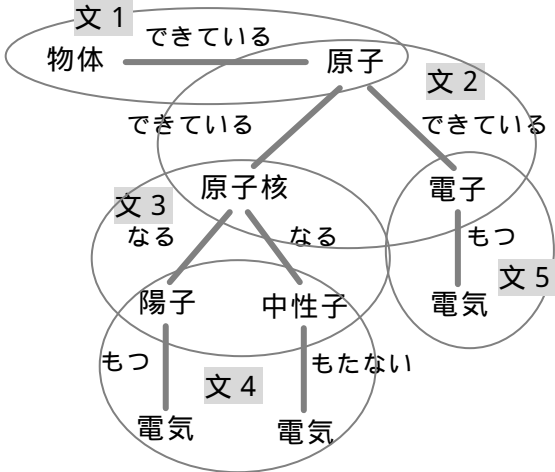 文1
できている
物体
原子
文2
できている
できている
原子核
電子
文3
なる
なる
もつ
文5
陽子
中性子
電気
もつ
もたない
文4
電気
電気